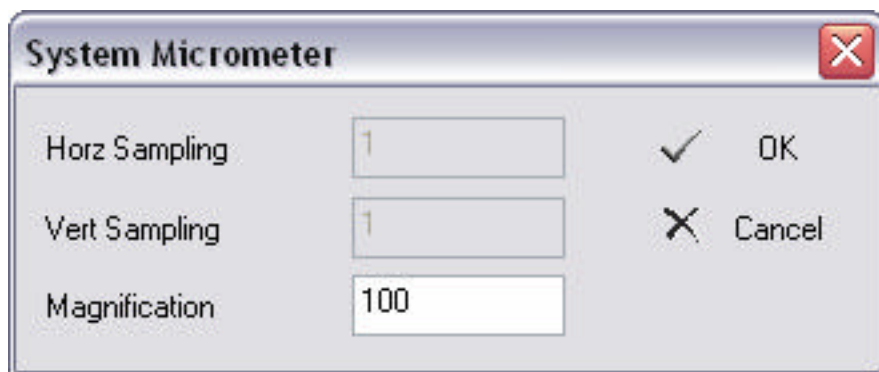 System Micrometer
Horz Sampling 1 OK
Vert Sampling 1 Cancel
Magnification 100